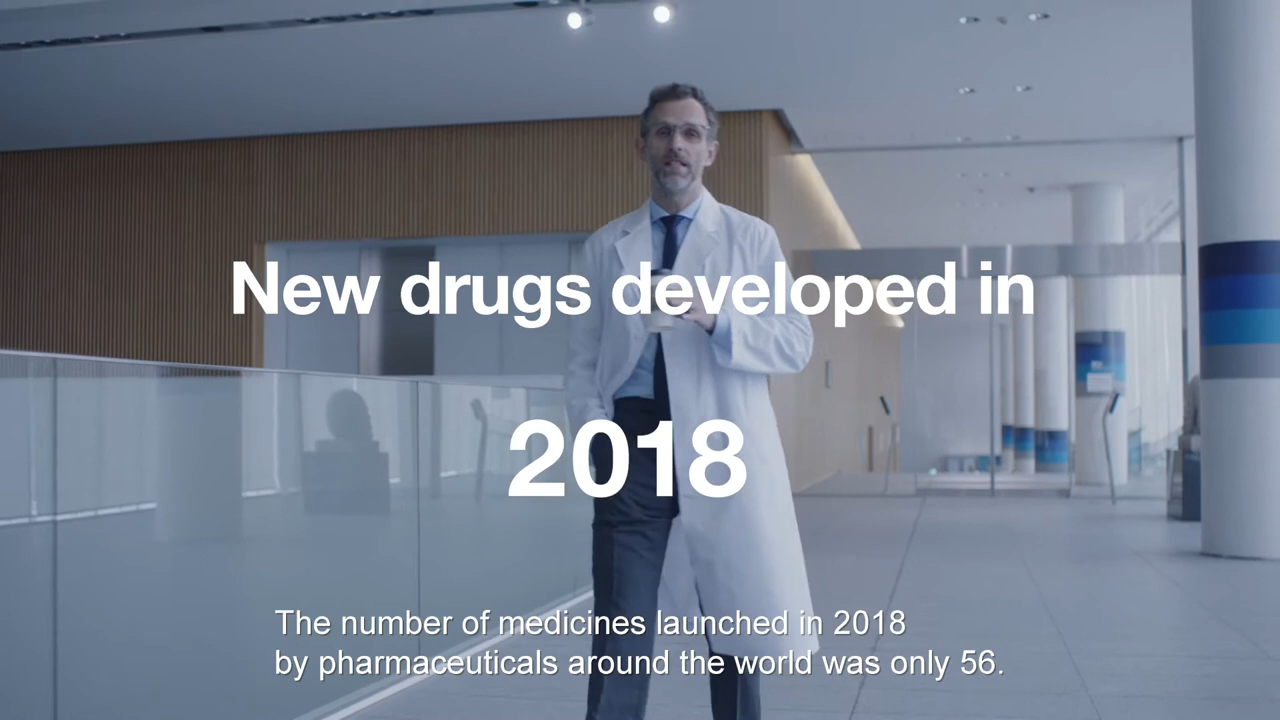 New drugs developed in
2018
The number of medicines launched in 2018
by pharmaceuticals around the world was only 56.